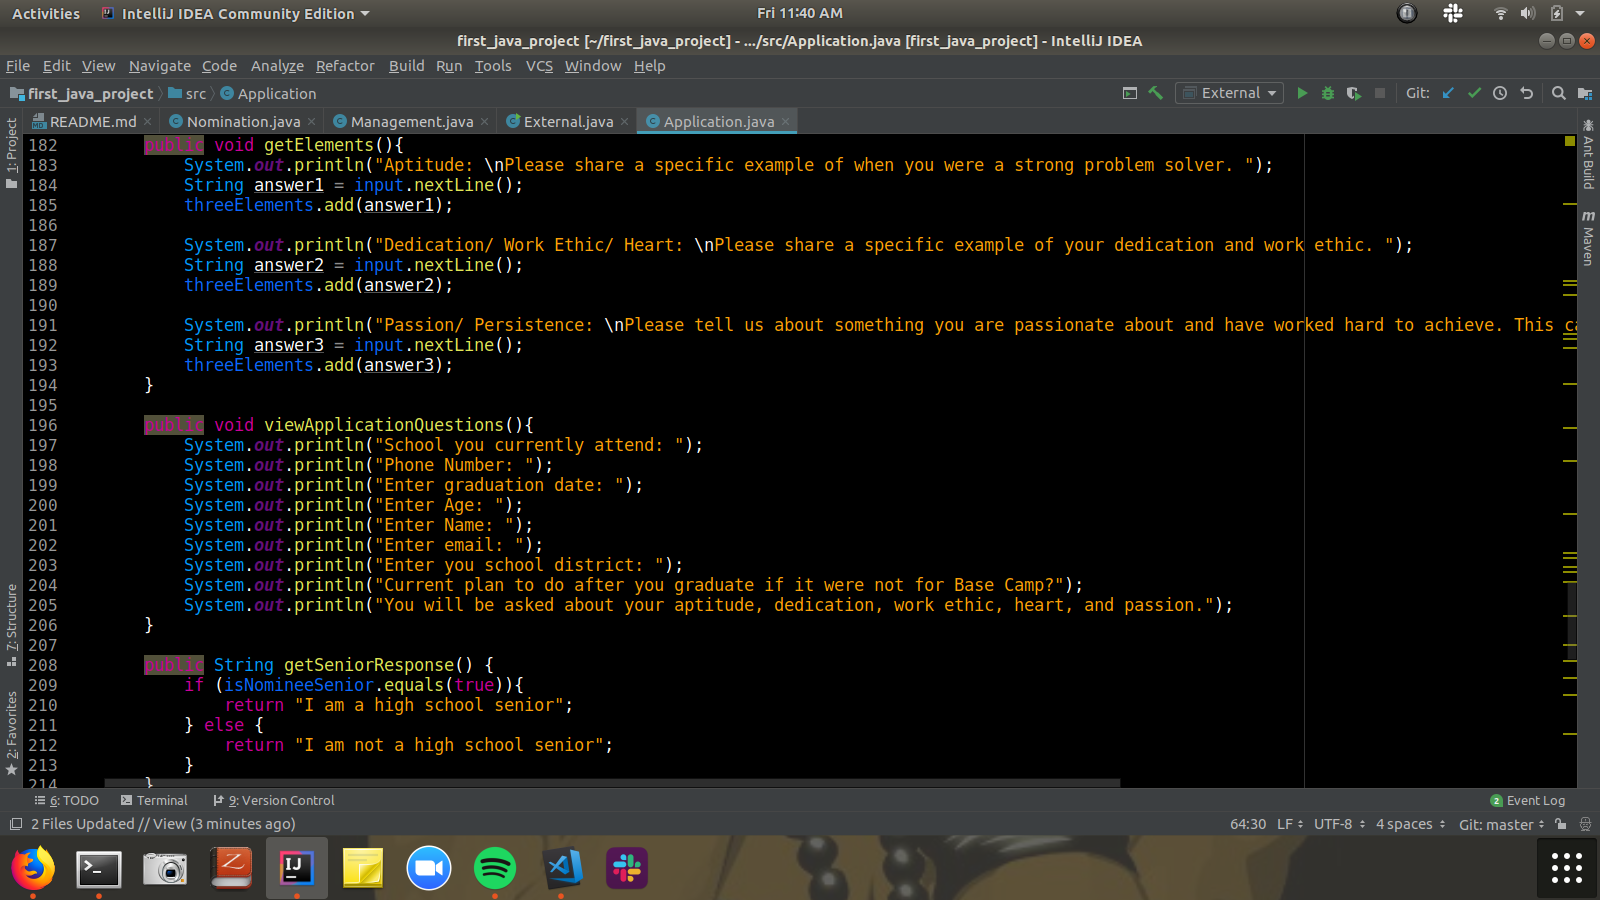 Activities IntelliJ IDEA Community Edition Fri 11:40 AM
first_java_project [~/first_java_project] - .../src/Application.java [first_java_project] - IntelliJ IDEA
File Edit View Navigate Code Analyze Refactor Build Run Tools VCS Window Help
first_java_project src Application External Git:
README.md Nomination.java Management.java External.java Application.java
1: Project
7: Structure
2: Favorites
Ant Build
Maven
182 public void getElements(){
183 System.out.println("Aptitude: \nPlease share a specific example of when you were a strong problem solver. ");
184 String answer1 = input.nextLine();
185 threeElements.add(answer1);
186
187 System.out.println("Dedication/ Work Ethic/ Heart: \nPlease share a specific example of your dedication and work ethic. ");
188 String answer2 = input.nextLine();
189 threeElements.add(answer2);
190
191 System.out.println("Passion/ Persistence: \nPlease tell us about something you are passionate about and have worked hard to achieve. This
192 String answer3 = input.nextLine();
193 threeElements.add(answer3);
194 }
195
196 public void viewApplicationQuestions(){
197 System.out.println("School you currently attend: ");
198 System.out.println("Phone Number: ");
199 System.out.println("Enter graduation date: ");
200 System.out.println("Enter Age: ");
201 System.out.println("Enter Name: ");
202 System.out.println("Enter email: ");
203 System.out.println("Enter you school district: ");
204 System.out.println("Current plan to do after you graduate if it were not for Base Camp?");
205 System.out.println("You will be asked about your aptitude, dedication, work ethic, heart, and passion.");
206 }
207
208 public String getSeniorResponse() {
209 if (isNomineeSenior.equals(true)){
210 return "I am a high school senior";
211 } else {
212 return "I am not a high school senior";
213 }
214 }
6: TODO Terminal 9: Version Control 2 Event Log
2 Files Updated // View (3 minutes ago) 64:30 LF UTF-8 4 spaces Git: master